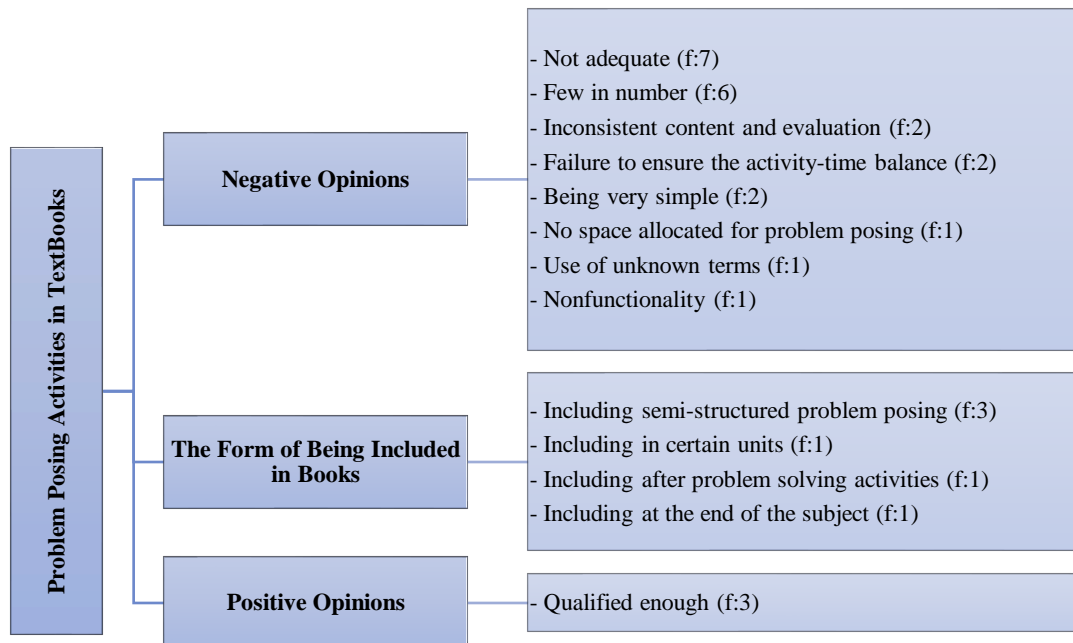 Problem Posing Activities in TextBooks
Negative Opinions
- Not adequate (f:7)
- Few in number (f:6)
- Inconsistent content and evaluation (f:2)
- Failure to ensure the activity-time balance (f:2)
- Being very simple (f:2)
- No space allocated for problem posing (f:1)
- Use of unknown terms (f:1)
- Nonfunctionality (f:1)
The Form of Being Included
in Books
- Including semi-structured problem posing (f:3)
- Including in certain units (f:1)
- Including after problem solving activities (f:1)
- Including at the end of the subject (f:1)
Positive Opinions
- Qualified enough (f:3)